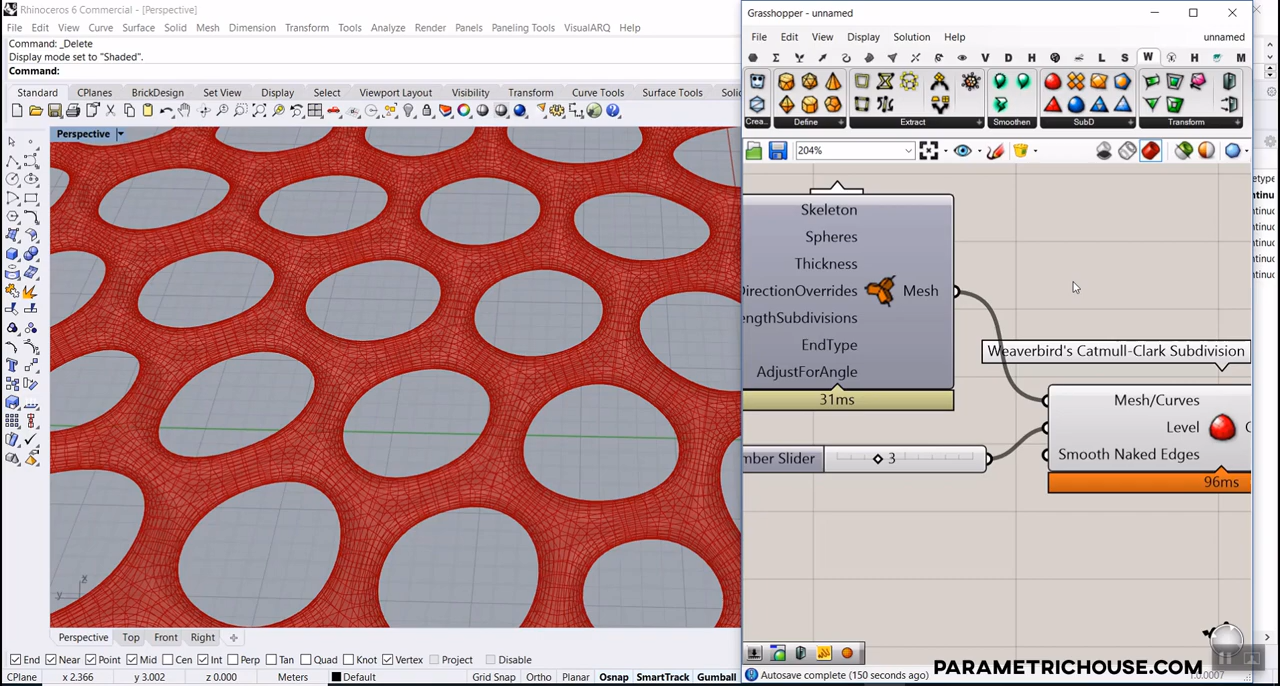 Rhinoceros 6 Commercial - [Perspective]
File Edit View Curve Surface Solid Mesh Dimension Transform Tools Analyze Render Panels Paneling Tools VisualARQ Help
Command: _Delete
Display mode set to "Shaded".
Command:
Standard CPlanes BrickDesign Set View Display Select Viewport Layout Visibility Transform Curve Tools Surface Tools
Perspective
y x
Perspective Top Front Right
End Near Point Mid Cen Int Perp Tan Quad Knot Vertex Project Disable
CPlane x 2.366 y 3.002 z 0.000 Meters Default Grid Snap Ortho Planar Osnap SmartTrack Gumball
Grasshopper - unnamed
File Edit View Display Solution Help unnamed
V D H L S W H M
Crea... Define Extract Smoothen SubD Transform
204%
Skeleton
Spheres
Thickness
DirectionOverrides Mesh
engthSubdivisions
EndType
AdjustForAngle
31ms
Weaverbird's Catmull-Clark Subdivision
Mesh/Curves
Level
Smooth Naked Edges
96ms
mber Slider 3
PARAMETRICHOUSE.COM
Autosave complete (150 seconds ago)
1.0.0007